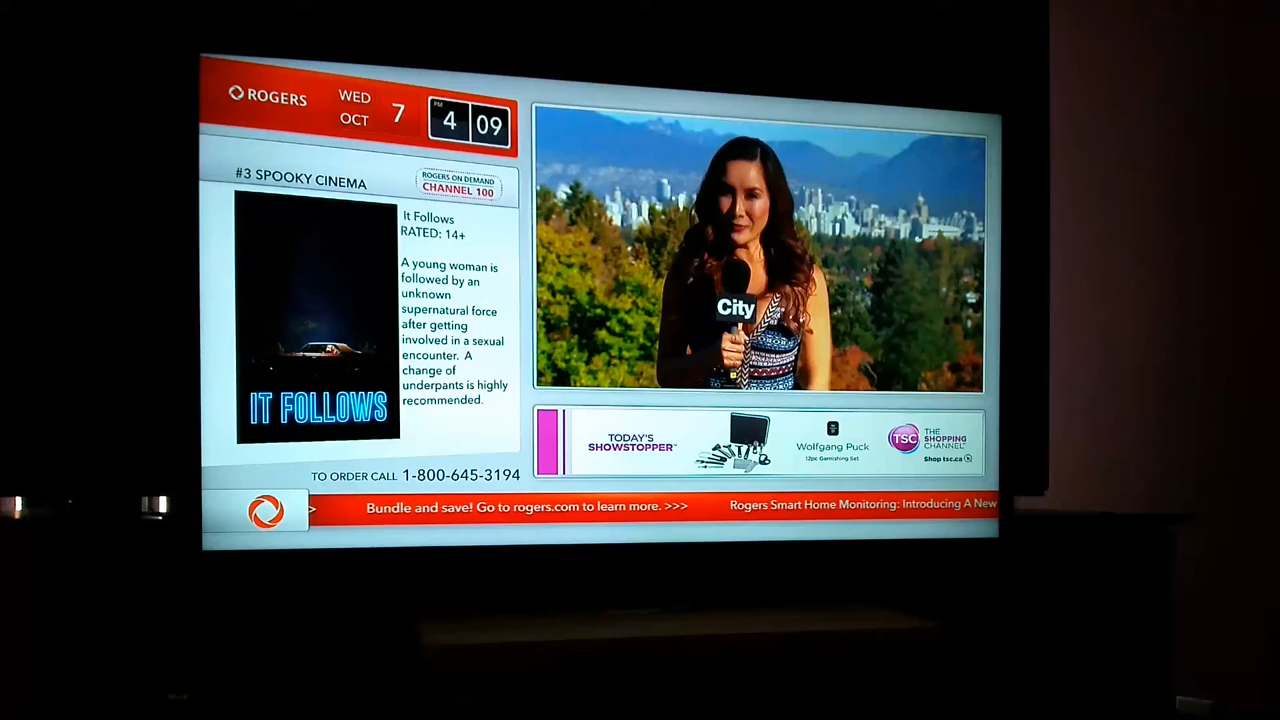 ROGERS
WED
OCT
7
PM
4
09
#3 SPOOKY CINEMA
ROGERS ON DEMAND
CHANNEL 100
It Follows
RATED: 14+
A young woman is
followed by an
unknown
supernatural force
after getting
involved in a sexual
encounter. A
change of
underpants is highly
recommended.
IT FOLLOWS
City
TODAY'S
SHOWSTOPPER™
Wolfgang Puck
12pc Garnishing Set
TSC
THE
SHOPPING
CHANNEL
Shop tsc.ca
TO ORDER CALL 1-800-645-3194
> Bundle and save! Go to rogers.com to learn more. >>> Rogers Smart Home Monitoring: Introducing A New